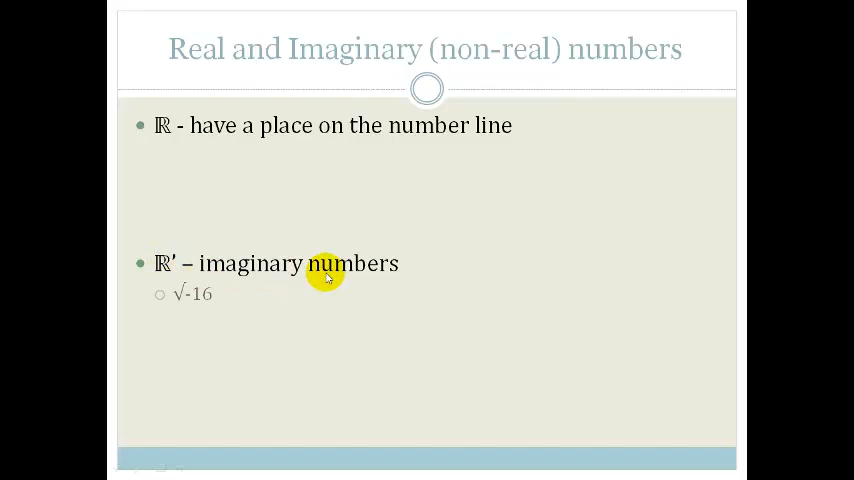 Real and Imaginary (non-real) numbers
ℝ - have a place on the number line
ℝ’ – imaginary numbers
√-16